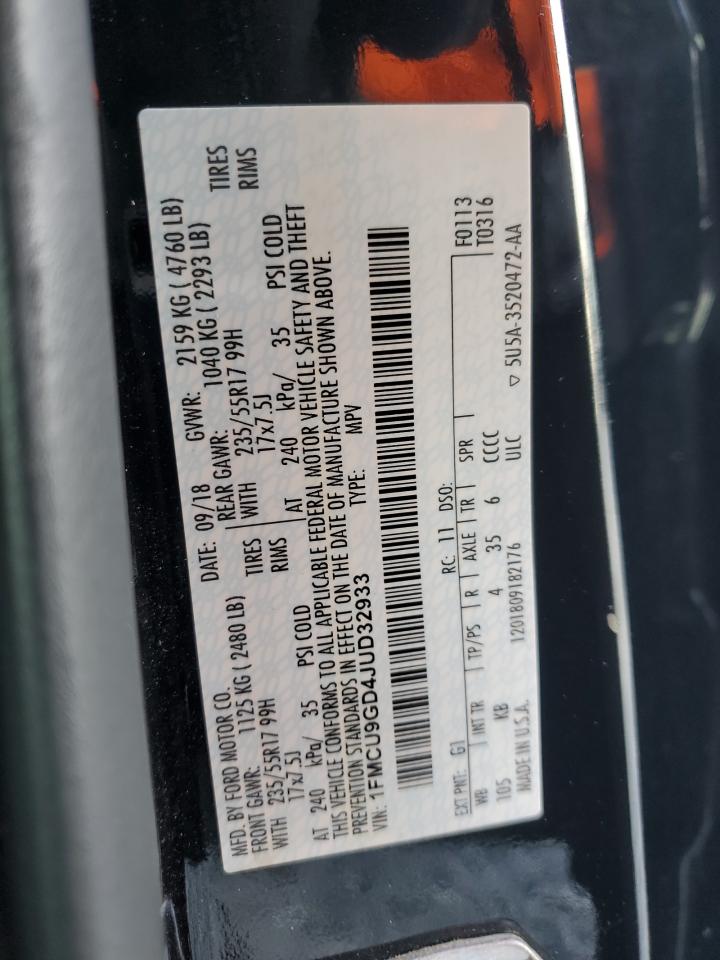 MFD. BY FORD MOTOR CO. DATE: 09/18 GVWR: 2159 KG ( 4760 LB)
FRONT GAWR: 1125 KG ( 2480 LB) REAR GAWR: 1040 KG ( 2293 LB)
WITH 235/55R17 99H TIRES WITH 235/55R17 99H TIRES
17x7.5J RIMS 17x7.5J RIMS
AT 240 kPa/ 35 PSI COLD AT 240 kPa/ 35 PSI COLD
THIS VEHICLE CONFORMS TO ALL APPLICABLE FEDERAL MOTOR VEHICLE SAFETY AND THEFT
PREVENTION STANDARDS IN EFFECT ON THE DATE OF MANUFACTURE SHOWN ABOVE.
VIN: 1FMCU9GD4JUD32933 TYPE: MPV
EXT PNT: G1 RC: 11 DSO: F0113
WB INT TR TP/PS R AXLE TR SPR T0316
105 KB 4 35 6 CCCC
MADE IN U.S.A. 1201809182176 ULC ▽ 5U5A-3520472-AA